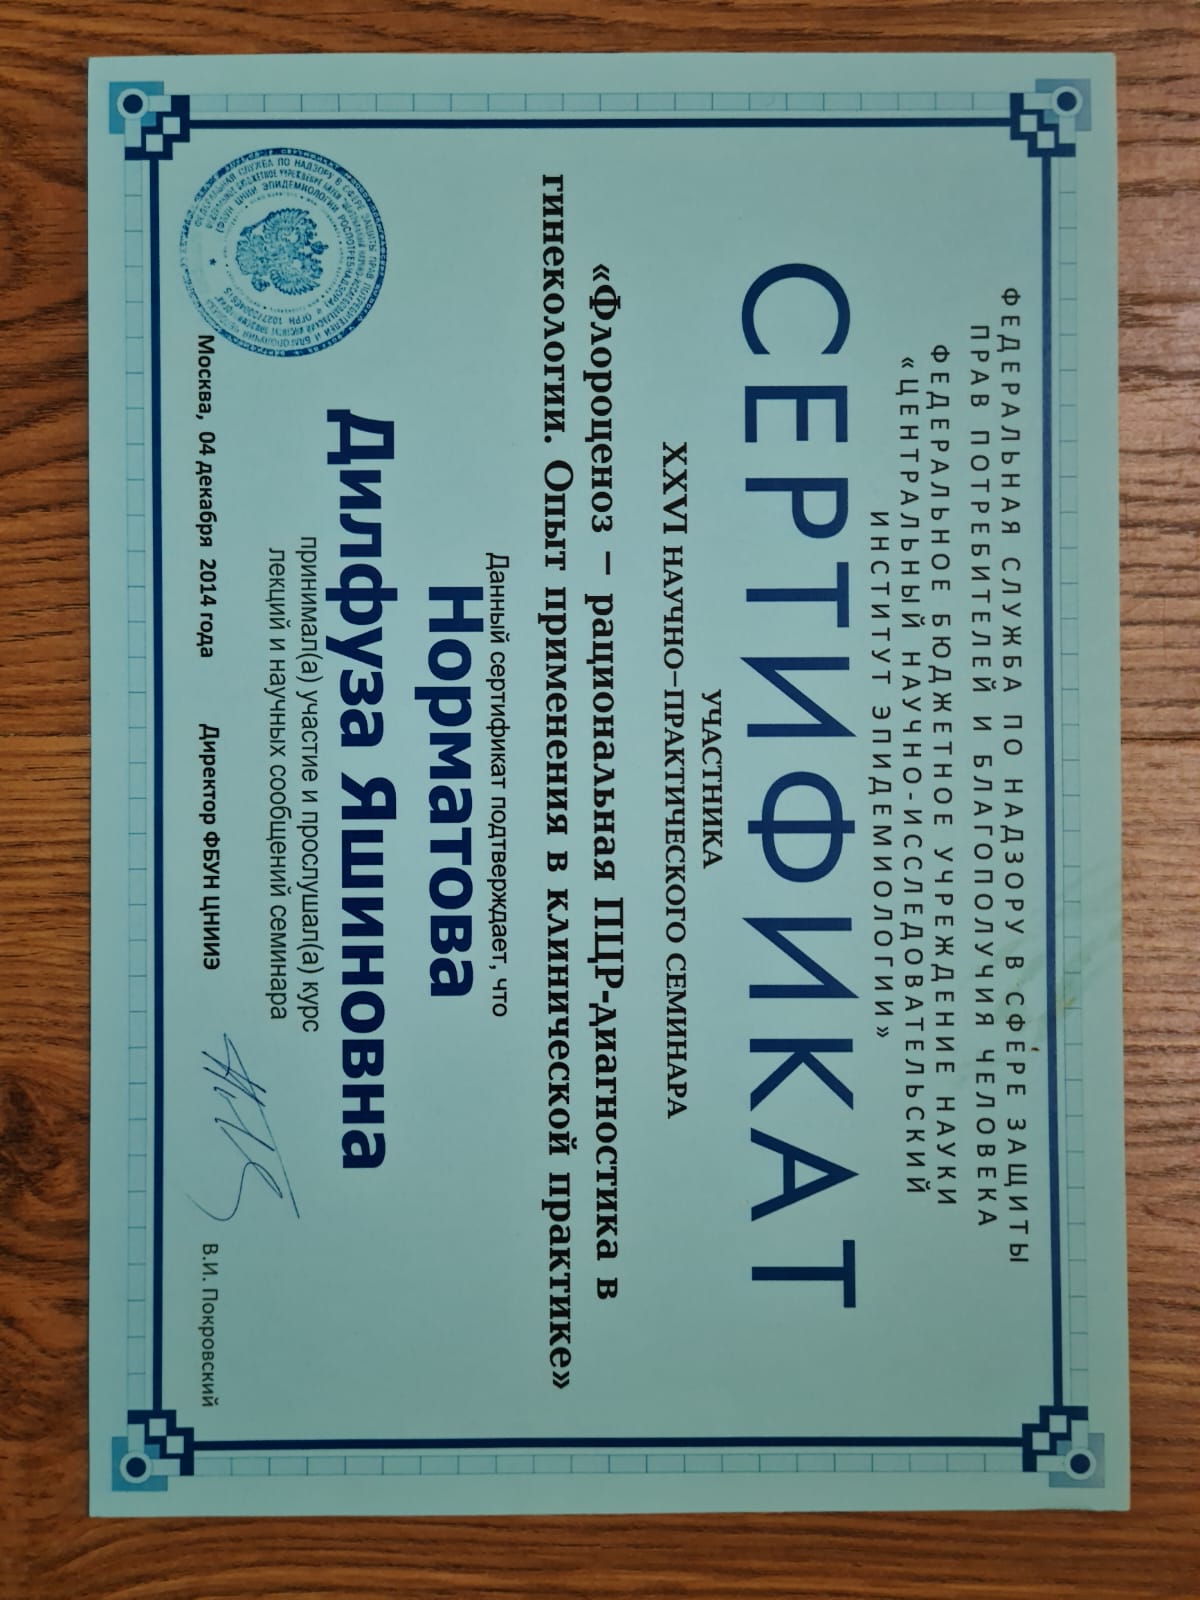 ФЕДЕРАЛЬНАЯ СЛУЖБА ПО НАДЗОРУ В СФЕРЕ ЗАЩИТЫ
ПРАВ ПОТРЕБИТЕЛЕЙ И БЛАГОПОЛУЧИЯ ЧЕЛОВЕКА
ФЕДЕРАЛЬНОЕ БЮДЖЕТНОЕ УЧРЕЖДЕНИЕ НАУКИ
«ЦЕНТРАЛЬНЫЙ НАУЧНО-ИССЛЕДОВАТЕЛЬСКИЙ
ИНСТИТУТ ЭПИДЕМИОЛОГИИ»
СЕРТИФИКАТ
УЧАСТНИКА
XXVI НАУЧНО-ПРАКТИЧЕСКОГО СЕМИНАРА
«Флороценоз – рациональная ПЦР-диагностика в
гинекологии. Опыт применения в клинической практике»
Данный сертификат подтверждает, что
Норматова
Дилфуза Яшиновна
принимал(а) участие и прослушал(а) курс
лекций и научных сообщений семинара
Москва, 04 декабря 2014 года
Директор ФБУН ЦНИИЭ
В.И. Покровский